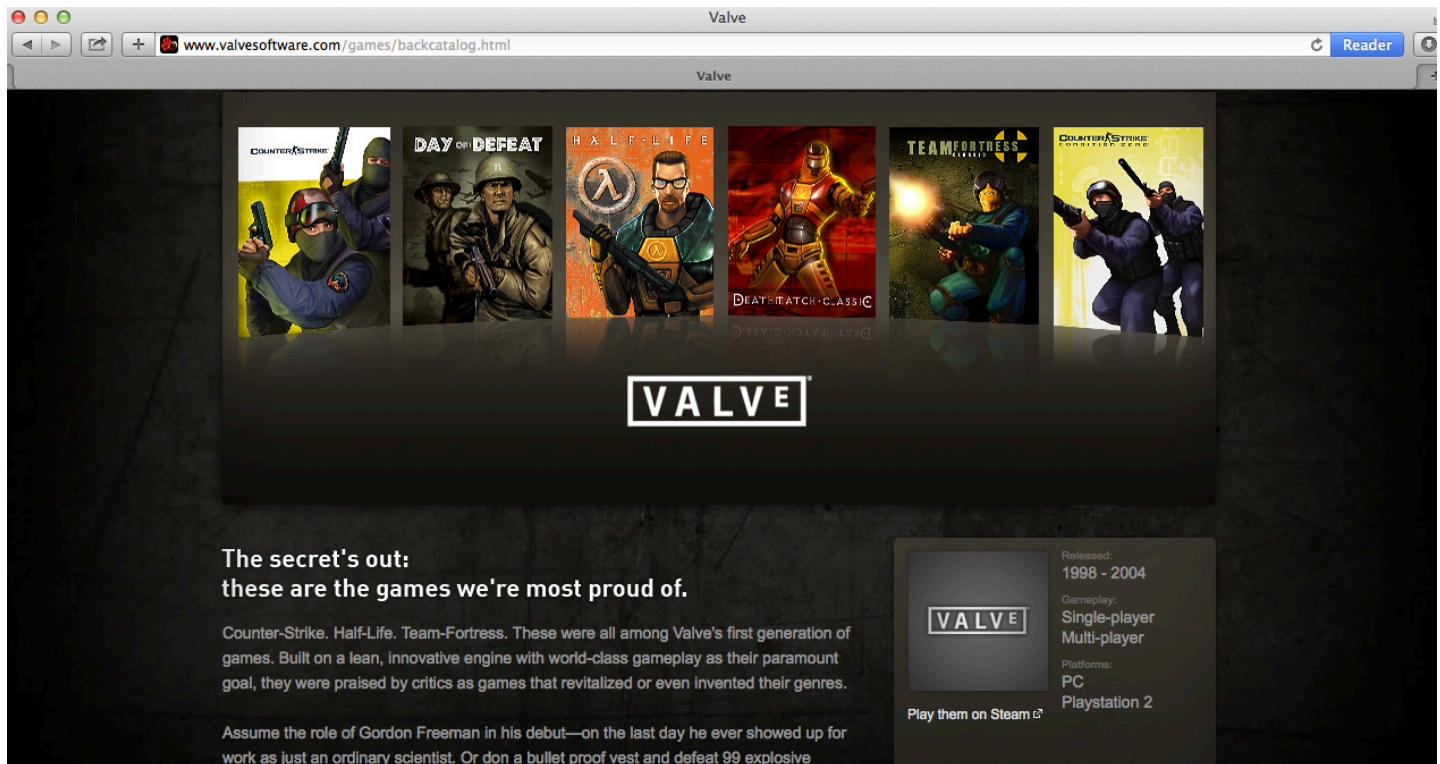 Valve
www.valvesoftware.com/games/backcatalog.html
Reader
Valve
COUNTER STRIKE
DAY OF DEFEAT
HALF-LIFE
DEATHMATCH·CLASSIC
TEAM FORTRESS
CLASSIC
COUNTER STRIKE
CONDITION ZERO
VALVE
The secret's out:
these are the games we're most proud of.
Counter-Strike. Half-Life. Team-Fortress. These were all among Valve's first generation of
games. Built on a lean, innovative engine with world-class gameplay as their paramount
goal, they were praised by critics as games that revitalized or even invented their genres.
Assume the role of Gordon Freeman in his debut—on the last day he ever showed up for
work as just an ordinary scientist. Or don a bullet proof vest and defeat 99 explosive
VALVE
Play them on Steam
Released:
1998 - 2004
Gameplay:
Single-player
Multi-player
Platforms:
PC
Playstation 2